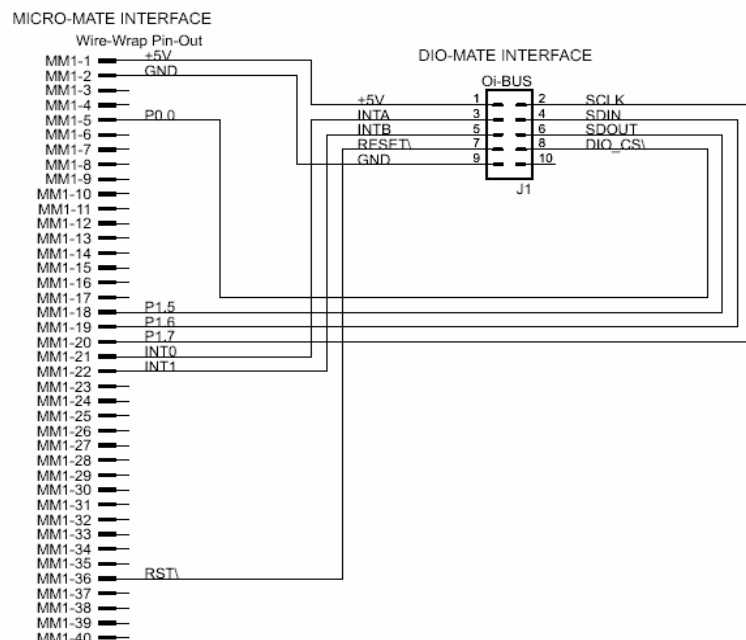 MICRO-MATE INTERFACE
Wire-Wrap Pin-Out
DIO-MATE INTERFACE
Oi-BUS
MM1-1 +5V
MM1-2 GND
MM1-3
MM1-4
MM1-5 P0.0
MM1-6
MM1-7
MM1-8
MM1-9
MM1-10
MM1-11
MM1-12
MM1-13
MM1-14
MM1-15
MM1-16
MM1-17
MM1-18 P1.5
MM1-19 P1.6
MM1-20 P1.7
MM1-21 INT0
MM1-22 INT1
MM1-23
MM1-24
MM1-25
MM1-26
MM1-27
MM1-28
MM1-29
MM1-30
MM1-31
MM1-32
MM1-33
MM1-34
MM1-35
MM1-36 RST\
MM1-37
MM1-38
MM1-39
MM1-40
+5V 1 2 SCLK
INTA 3 4 SDIN
INTB 5 6 SDOUT
RESET\ 7 8 DIO_CS\
GND 9 10
J1